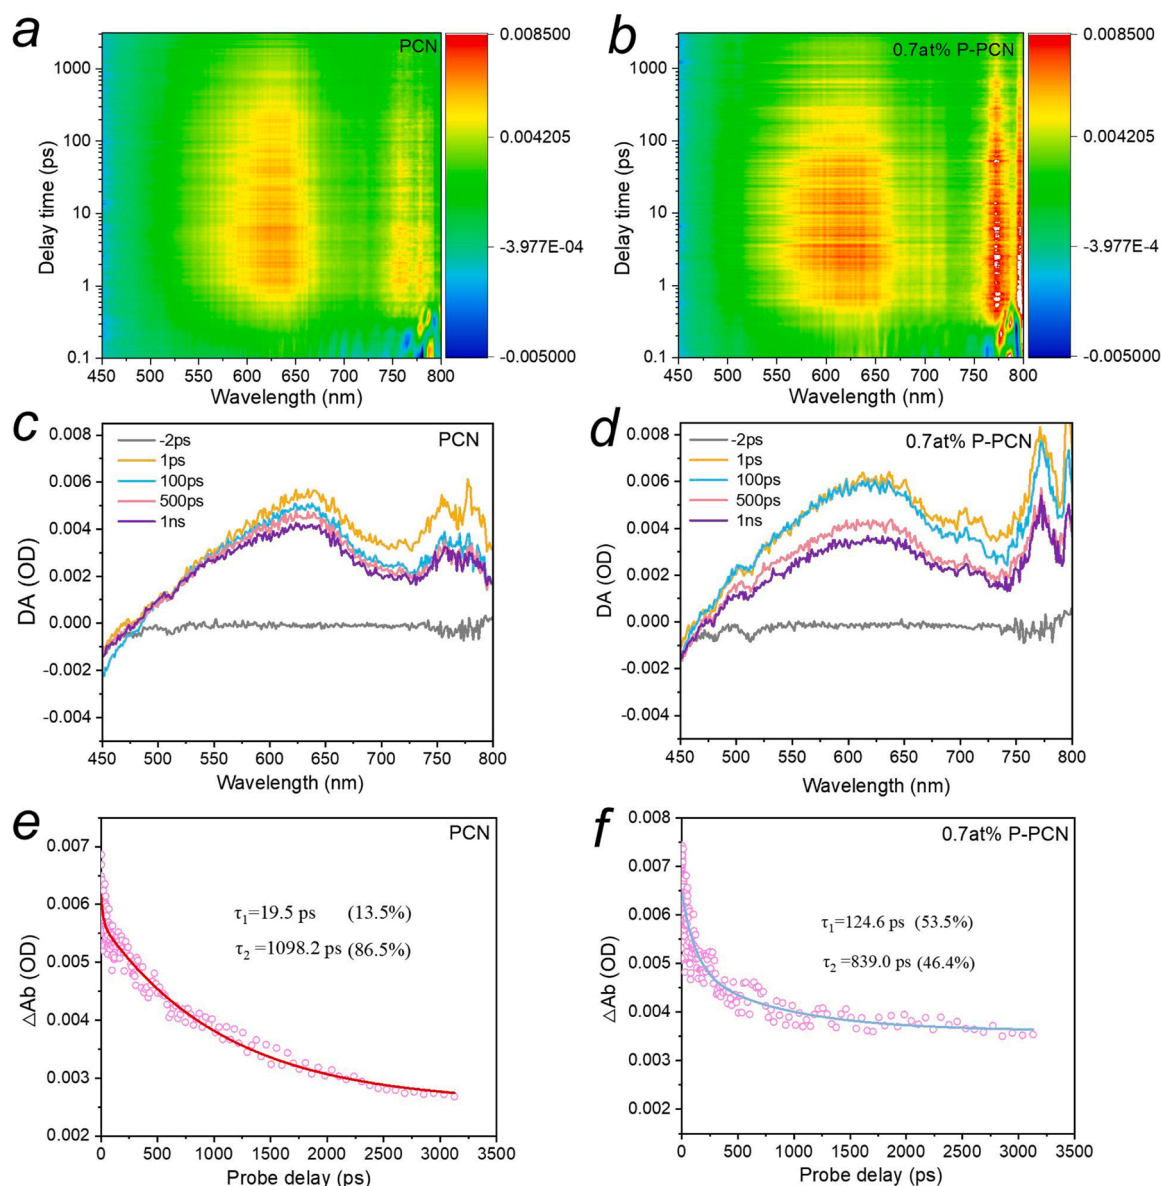 a
PCN
1000
100
10
1
0.1
Delay time (ps)
450 500 550 600 650 700 750 800
Wavelength (nm)
0.008500
0.004205
-3.977E-04
-0.005000
b
0.7at% P-PCN
1000
100
10
1
0.1
Delay time (ps)
450 500 550 600 650 700 750 800
Wavelength (nm)
0.008500
0.004205
-3.977E-4
-0.005000
c
PCN
-2ps
1ps
100ps
500ps
1ns
0.008
0.006
0.004
0.002
0.000
-0.002
-0.004
DA (OD)
450 500 550 600 650 700 750 800
Wavelength (nm)
d
0.7at% P-PCN
-2ps
1ps
100ps
500ps
1ns
0.008
0.006
0.004
0.002
0.000
-0.002
-0.004
DA (OD)
450 500 550 600 650 700 750 800
Wavelength (nm)
e
PCN
τ1=19.5 ps (13.5%)
τ2 =1098.2 ps (86.5%)
0.007
0.006
0.005
0.004
0.003
0.002
△Ab (OD)
0 500 1000 1500 2000 2500 3000 3500
Probe delay (ps)
f
0.7at% P-PCN
τ1=124.6 ps (53.5%)
τ2 =839.0 ps (46.4%)
0.008
0.007
0.006
0.005
0.004
0.003
0.002
△Ab (OD)
0 500 1000 1500 2000 2500 3000 3500
Probe delay (ps)